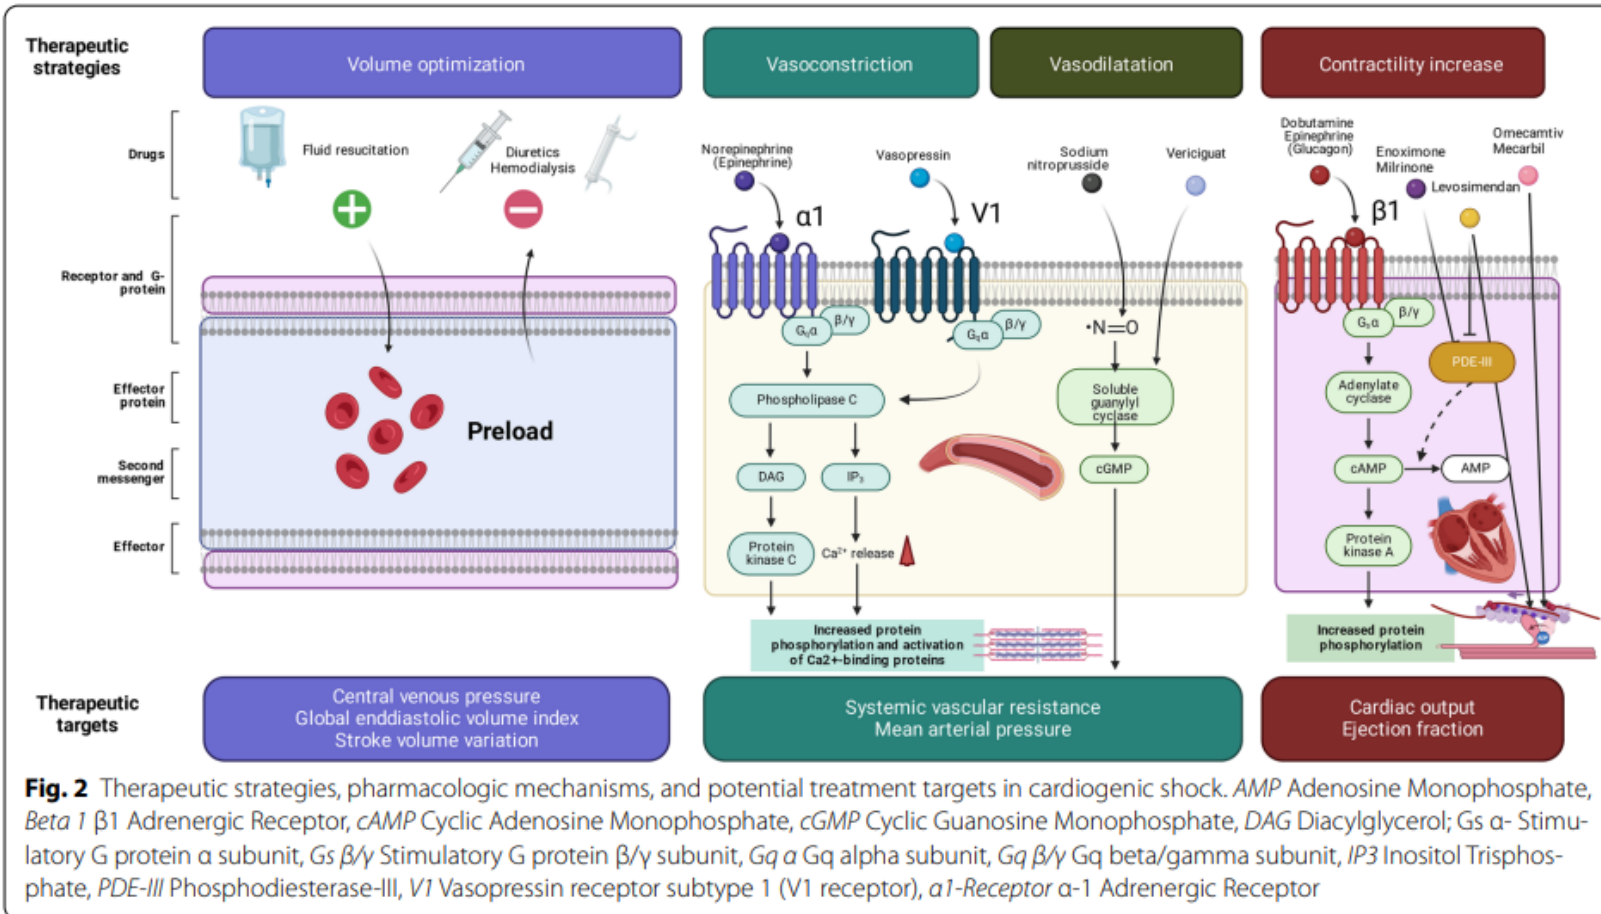 Therapeutic
strategies
Volume optimization
Vasoconstriction
Vasodilatation
Contractility increase
Drugs
Fluid resucitation
Diuretics
Hemodialysis
Norepinephrine
(Epinephrine)
Vasopressin
Sodium
nitroprusside
Vericiguat
Dobutamine
Epinephrine
(Glucagon)
Enoximone
Milrinone
Levosimendan
Omecamtiv
Mecarbil
α1
V1
β1
Receptor and G-
protein
Gqα
β/γ
Gqα
β/γ
•N=O
Gsα
β/γ
PDE-III
Effector
protein
Preload
Phospholipase C
Soluble
guanylyl
cyclase
Adenylate
cyclase
Second
messenger
DAG
IP₃
cGMP
cAMP
AMP
Effector
Protein
kinase C
Ca²⁺ release
Protein
kinase A
Increased protein
phosphorylation and activation
of Ca2+-binding proteins
Increased protein
phosphorylation
ADP
Therapeutic
targets
Central venous pressure
Global enddiastolic volume index
Stroke volume variation
Systemic vascular resistance
Mean arterial pressure
Cardiac output
Ejection fraction
Fig. 2 Therapeutic strategies, pharmacologic mechanisms, and potential treatment targets in cardiogenic shock. AMP Adenosine Monophosphate,
Beta 1 β1 Adrenergic Receptor, cAMP Cyclic Adenosine Monophosphate, cGMP Cyclic Guanosine Monophosphate, DAG Diacylglycerol; Gs α- Stimu-
latory G protein α subunit, Gs β/γ Stimulatory G protein β/γ subunit, Gq α Gq alpha subunit, Gq β/γ Gq beta/gamma subunit, IP3 Inositol Trisphos-
phate, PDE-III Phosphodiesterase-III, V1 Vasopressin receptor subtype 1 (V1 receptor), α1-Receptor α-1 Adrenergic Receptor